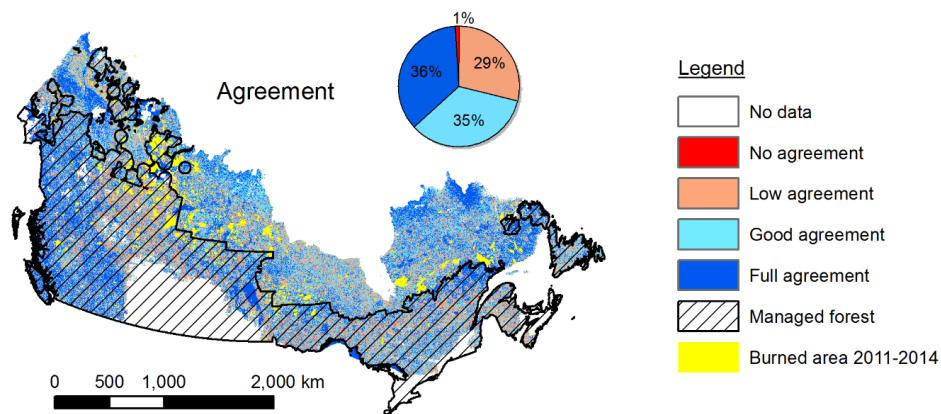 Agreement
1%
29%
36%
35%
Legend
No data
No agreement
Low agreement
Good agreement
Full agreement
Managed forest
Burned area 2011-2014
0 500 1,000 2,000 km